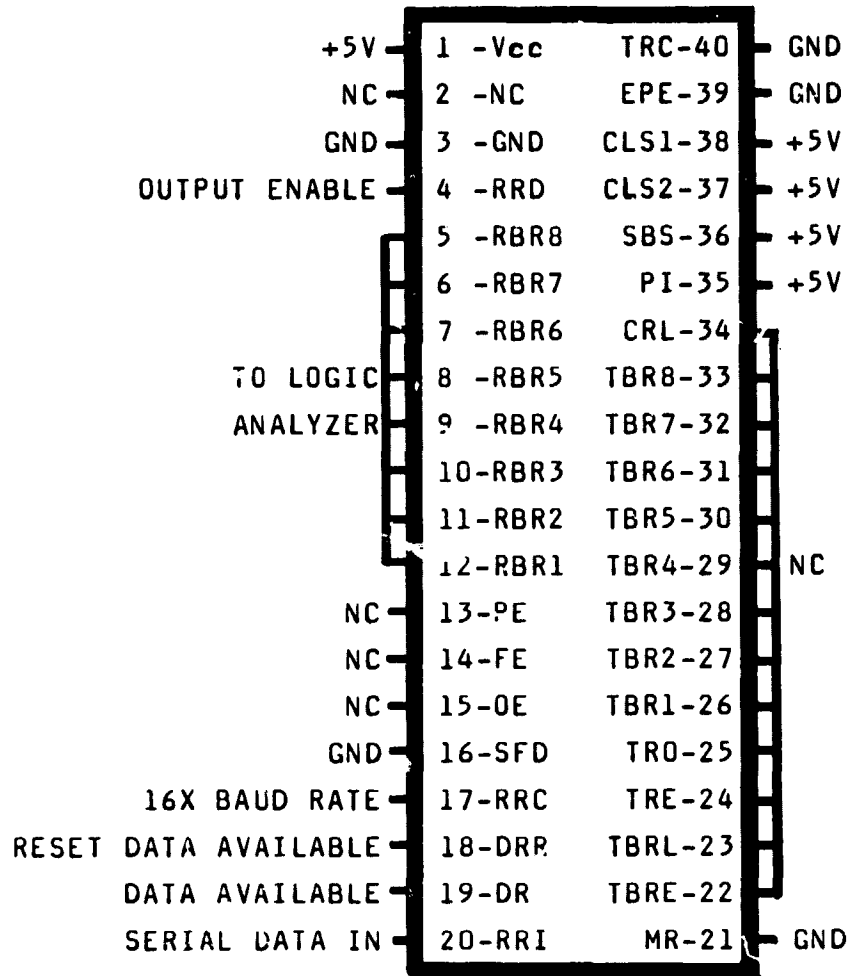 +5V 1 -Vcc TRC-40 GND
NC 2 -NC EPE-39 GND
GND 3 -GND CLS1-38 +5V
OUTPUT ENABLE 4 -RRD CLS2-37 +5V
5 -RBR8 SBS-36 +5V
6 -RBR7 PI-35 +5V
7 -RBR6 CRL-34
TO LOGIC 8 -RBR5 TBR8-33
ANALYZER 9 -RBR4 TBR7-32
10-RBR3 TBR6-31
11-RBR2 TBR5-30
12-RBR1 TBR4-29 NC
NC 13-PE TBR3-28
NC 14-FE TBR2-27
NC 15-OE TBR1-26
GND 16-SFD TRO-25
16X BAUD RATE 17-RRC TRE-24
RESET DATA AVAILABLE 18-DRR TBRL-23
DATA AVAILABLE 19-DR TBRE-22
SERIAL DATA IN 20-RRI MR-21 GND